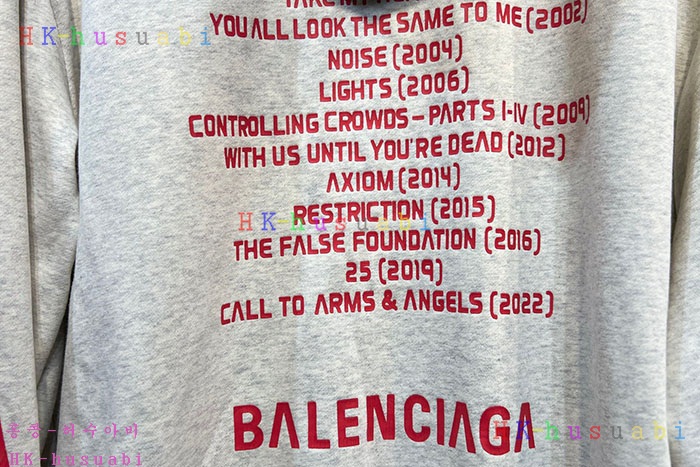 TAKE MY
YOU ALL LOOK THE SAME TO ME (2002)
HK-husuabi
NOISE (2004)
LIGHTS (2006)
CONTROLLING CROWDS – PARTS I-IV (2009)
WITH US UNTIL YOU'RE DEAD (2012)
AXIOM (2014)
RESTRICTION (2015)
HK-husuabi
THE FALSE FOUNDATION (2016)
25 (2019)
CALL TO ARMS & ANGELS (2022)
BALENCIAGA
HK-husuabi
홍콩-허수아비
HK-husuabi